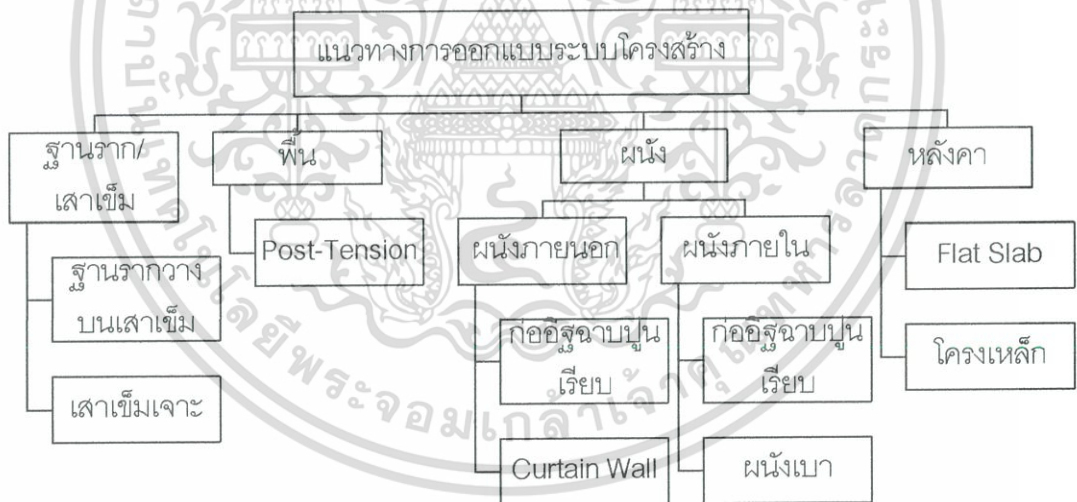 แนวทางการออกแบบระบบโครงสร้าง
ฐานราก/
เสาเข็ม
พื้น
ผนัง
หลังคา
Post-Tension
ผนังภายนอก
ผนังภายใน
Flat Slab
ฐานรากวาง
บนเสาเข็ม
ก่ออิฐฉาบปูน
เรียบ
ก่ออิฐฉาบปูน
เรียบ
โครงเหล็ก
เสาเข็มเจาะ
Curtain Wall
ผนังเบา